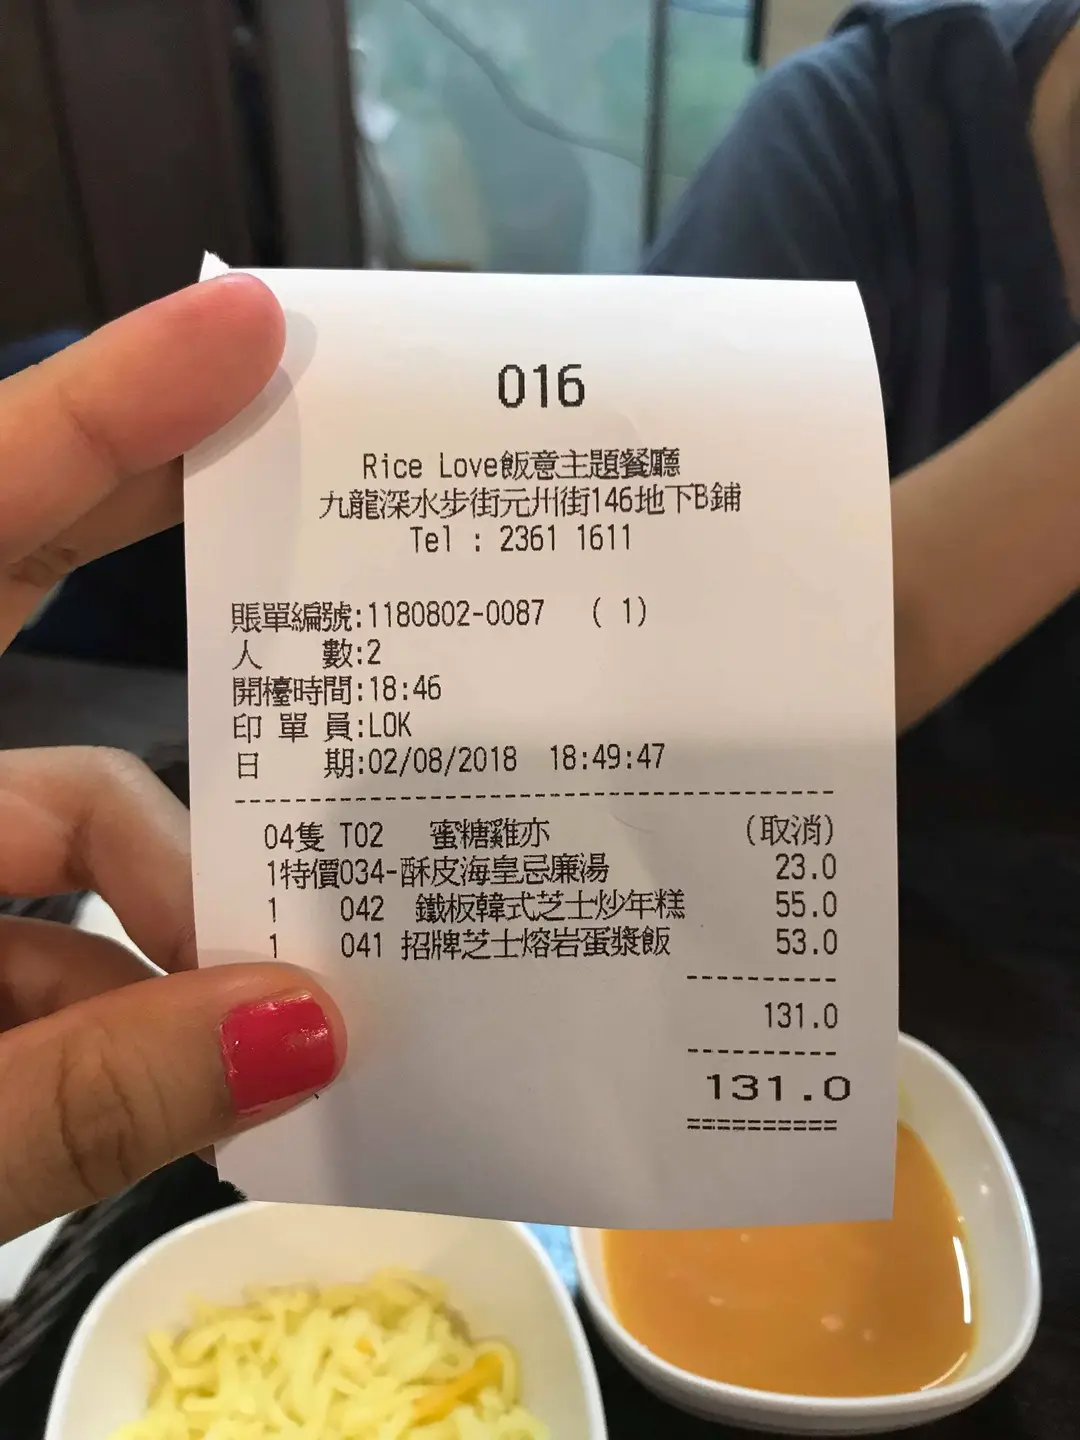 016
Rice Love飯意主題餐廳
九龍深水步街元州街146地下B鋪
Tel : 2361 1611
賬單編號:1180802-0087 ( 1)
人 數:2
開檯時間:18:46
印 單 員:LOK
日 期:02/08/2018 18:49:47
04隻 T02 蜜糖雞亦 (取消)
1特價034-酥皮海皇忌廉湯 23.0
1 042 鐵板韓式芝士炒年糕 55.0
1 041 招牌芝士熔岩蛋漿飯 53.0
131.0
131.0